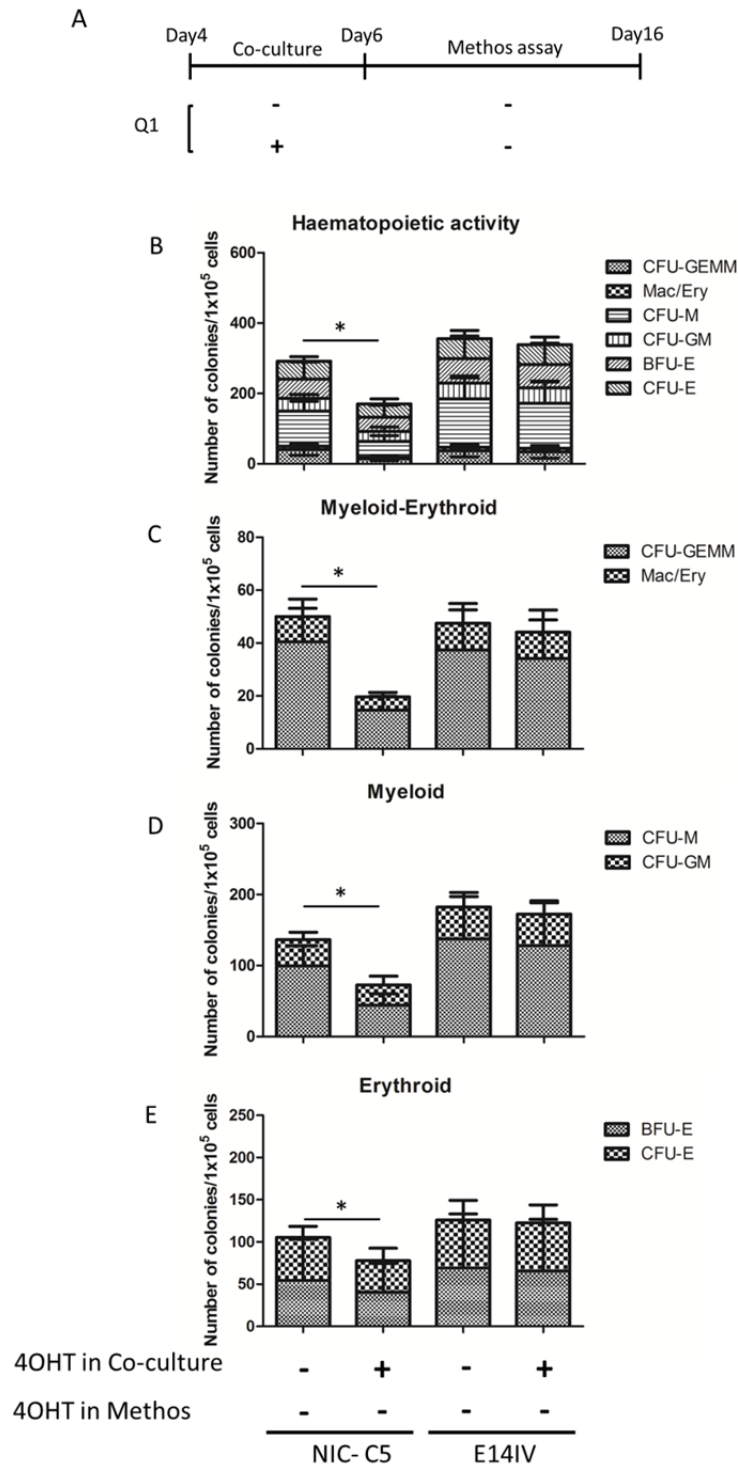 A
Day4 Day6 Day16
Co-culture Methos assay
Q1
- -
+ -
B
Haematopoietic activity
Number of colonies/1x10⁵ cells
600
400
200
0
*
CFU-GEMM
Mac/Ery
CFU-M
CFU-GM
BFU-E
CFU-E
C
Myeloid-Erythroid
Number of colonies/1x10⁵ cells
80
60
40
20
0
*
CFU-GEMM
Mac/Ery
D
Myeloid
Number of colonies/1x10⁵ cells
300
200
100
0
*
CFU-M
CFU-GM
E
Erythroid
Number of colonies/1x10⁵ cells
250
200
150
100
50
0
*
BFU-E
CFU-E
4OHT in Co-culture - + - +
4OHT in Methos - - - -
NIC- C5 E14IV